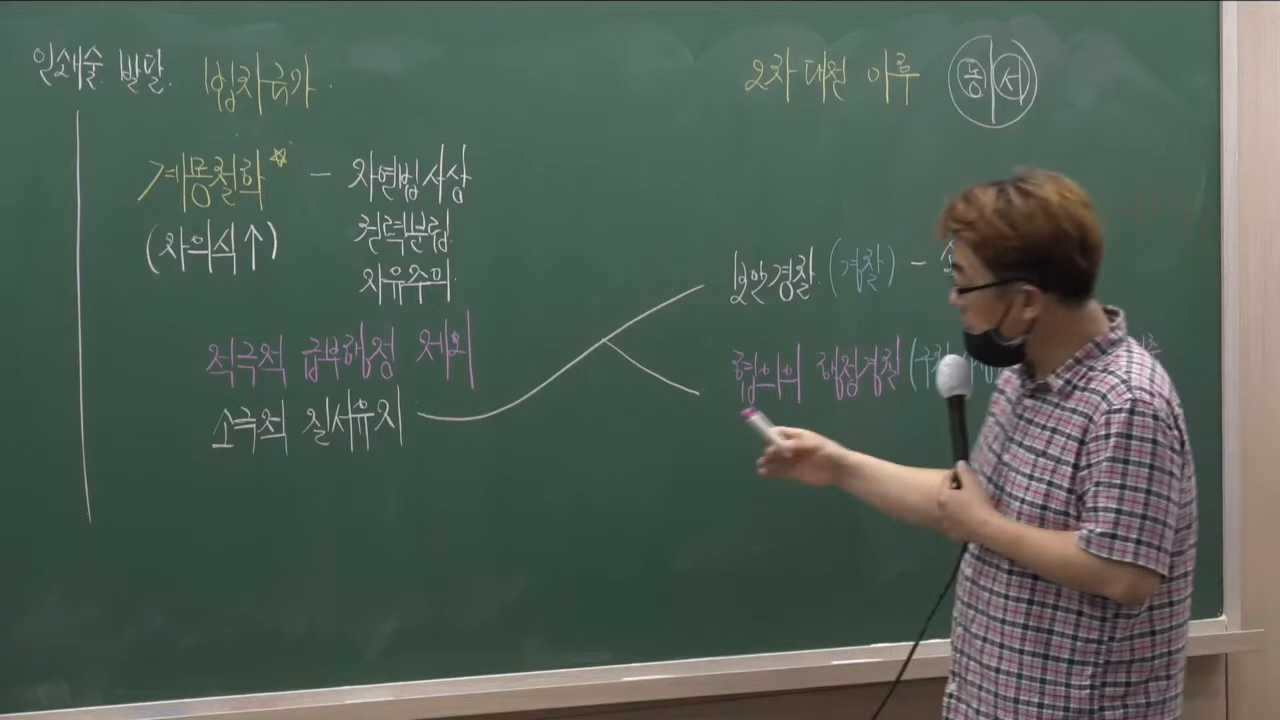 인쇄술 발달. 법치국가.
계몽철학☆ - 자연법사상
(자의식↑) 권력분립
자유주의
적극적 급부행정 제외
소극적 질서유지
2차 대전 이후 동 서
보안경찰 (경찰) -
협의의 행정경찰 (